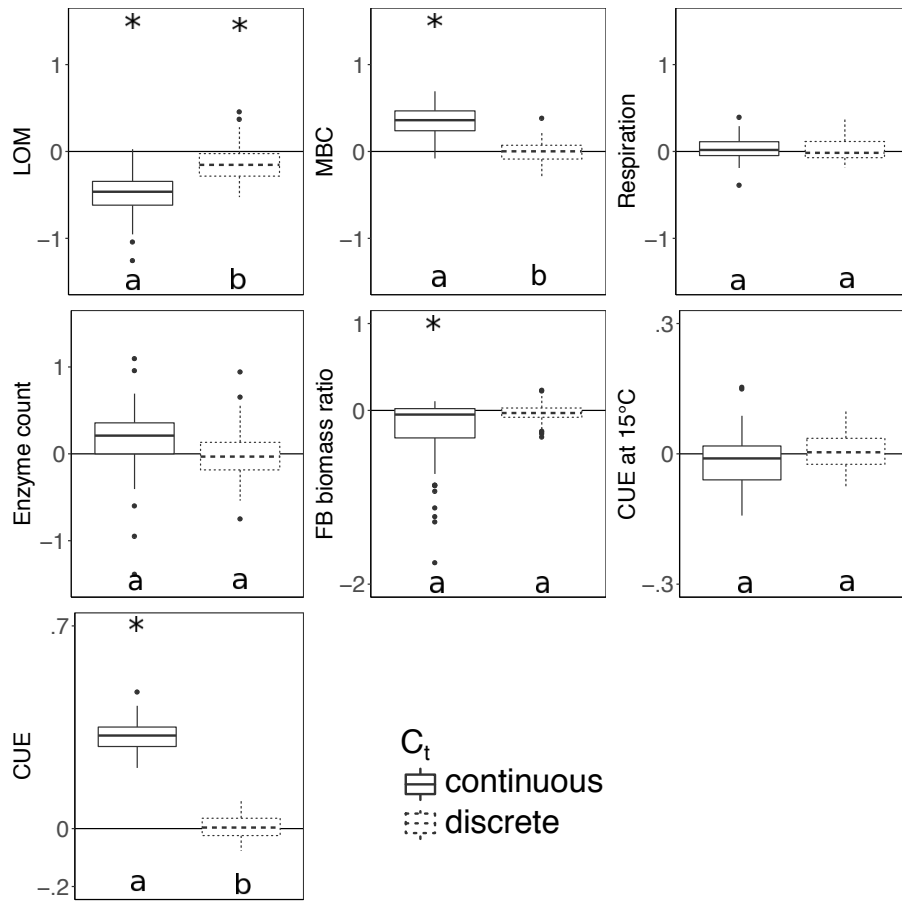 LOM
1
0
−1
*
*
a
b
MBC
1
0
−1
*
a
b
Respiration
1
0
−1
a
a
Enzyme count
1
0
−1
a
a
FB biomass ratio
1
0
−2
*
a
a
CUE at 15°C
.3
0
−.3
a
a
CUE
.7
0
−.2
*
a
b
Ct
continuous
discrete